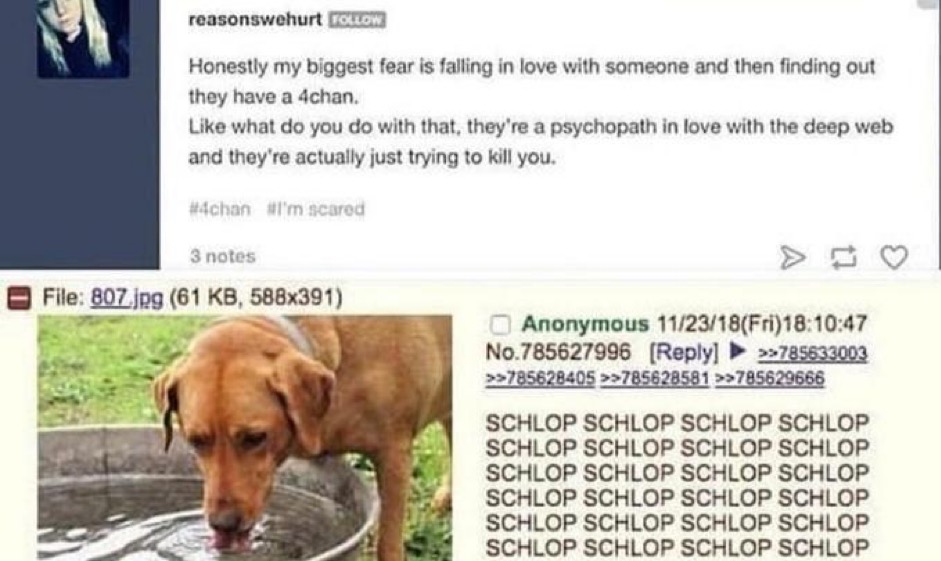 reasonswehurt FOLLOW
Honestly my biggest fear is falling in love with someone and then finding out
they have a 4chan.
Like what do you do with that, they're a psychopath in love with the deep web
and they're actually just trying to kill you.
#4chan #I'm scared
3 notes
File: 807.jpg (61 KB, 588x391)
Anonymous 11/23/18(Fri)18:10:47
No.785627996 [Reply] ▶ >>785633003
>>785628405 >>785628581 >>785629666
SCHLOP SCHLOP SCHLOP SCHLOP
SCHLOP SCHLOP SCHLOP SCHLOP
SCHLOP SCHLOP SCHLOP SCHLOP
SCHLOP SCHLOP SCHLOP SCHLOP
SCHLOP SCHLOP SCHLOP SCHLOP
SCHLOP SCHLOP SCHLOP SCHLOP